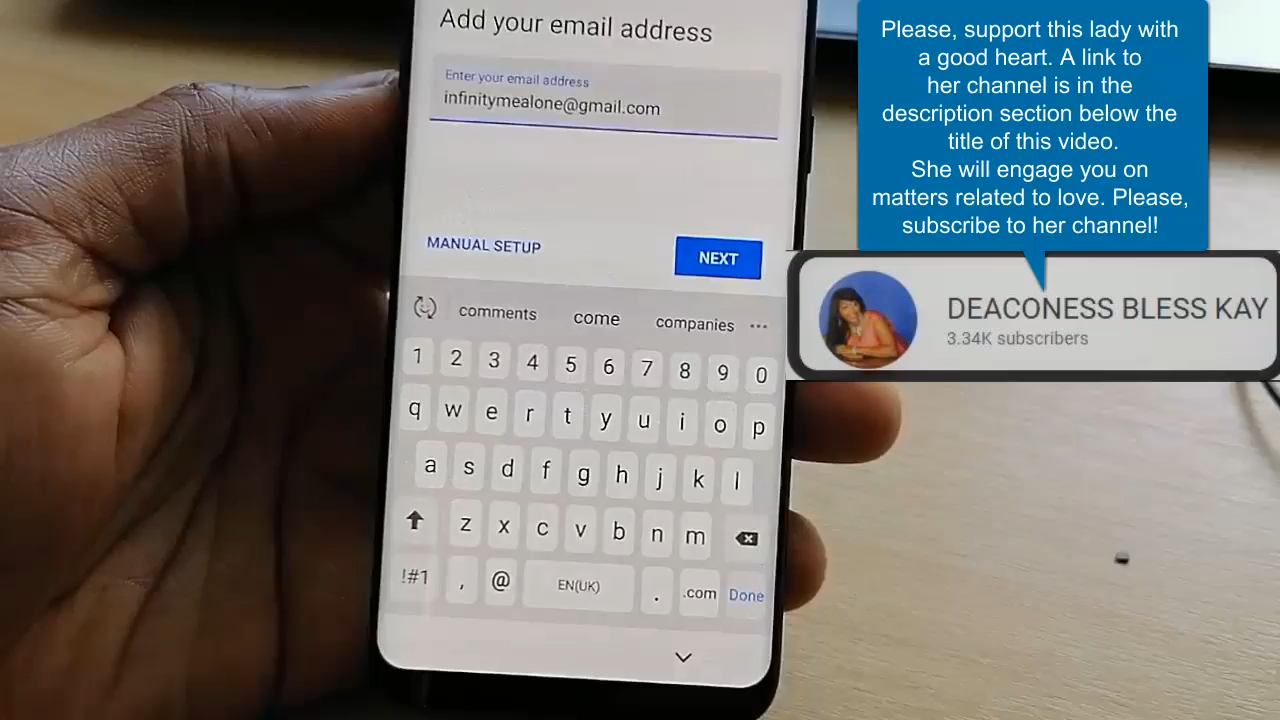 Add your email address
Enter your email address
infinitymealone@gmail.com
MANUAL SETUP
NEXT
comments come companies ...
1 2 3 4 5 6 7 8 9 0
q w e r t y u i o p
a s d f g h j k l
z x c v b n m
!#1 , @ EN(UK) . .com Done
Please, support this lady with
a good heart. A link to
her channel is in the
description section below the
title of this video.
She will engage you on
matters related to love. Please,
subscribe to her channel!
DEACONESS BLESS KAY
3.34K subscribers